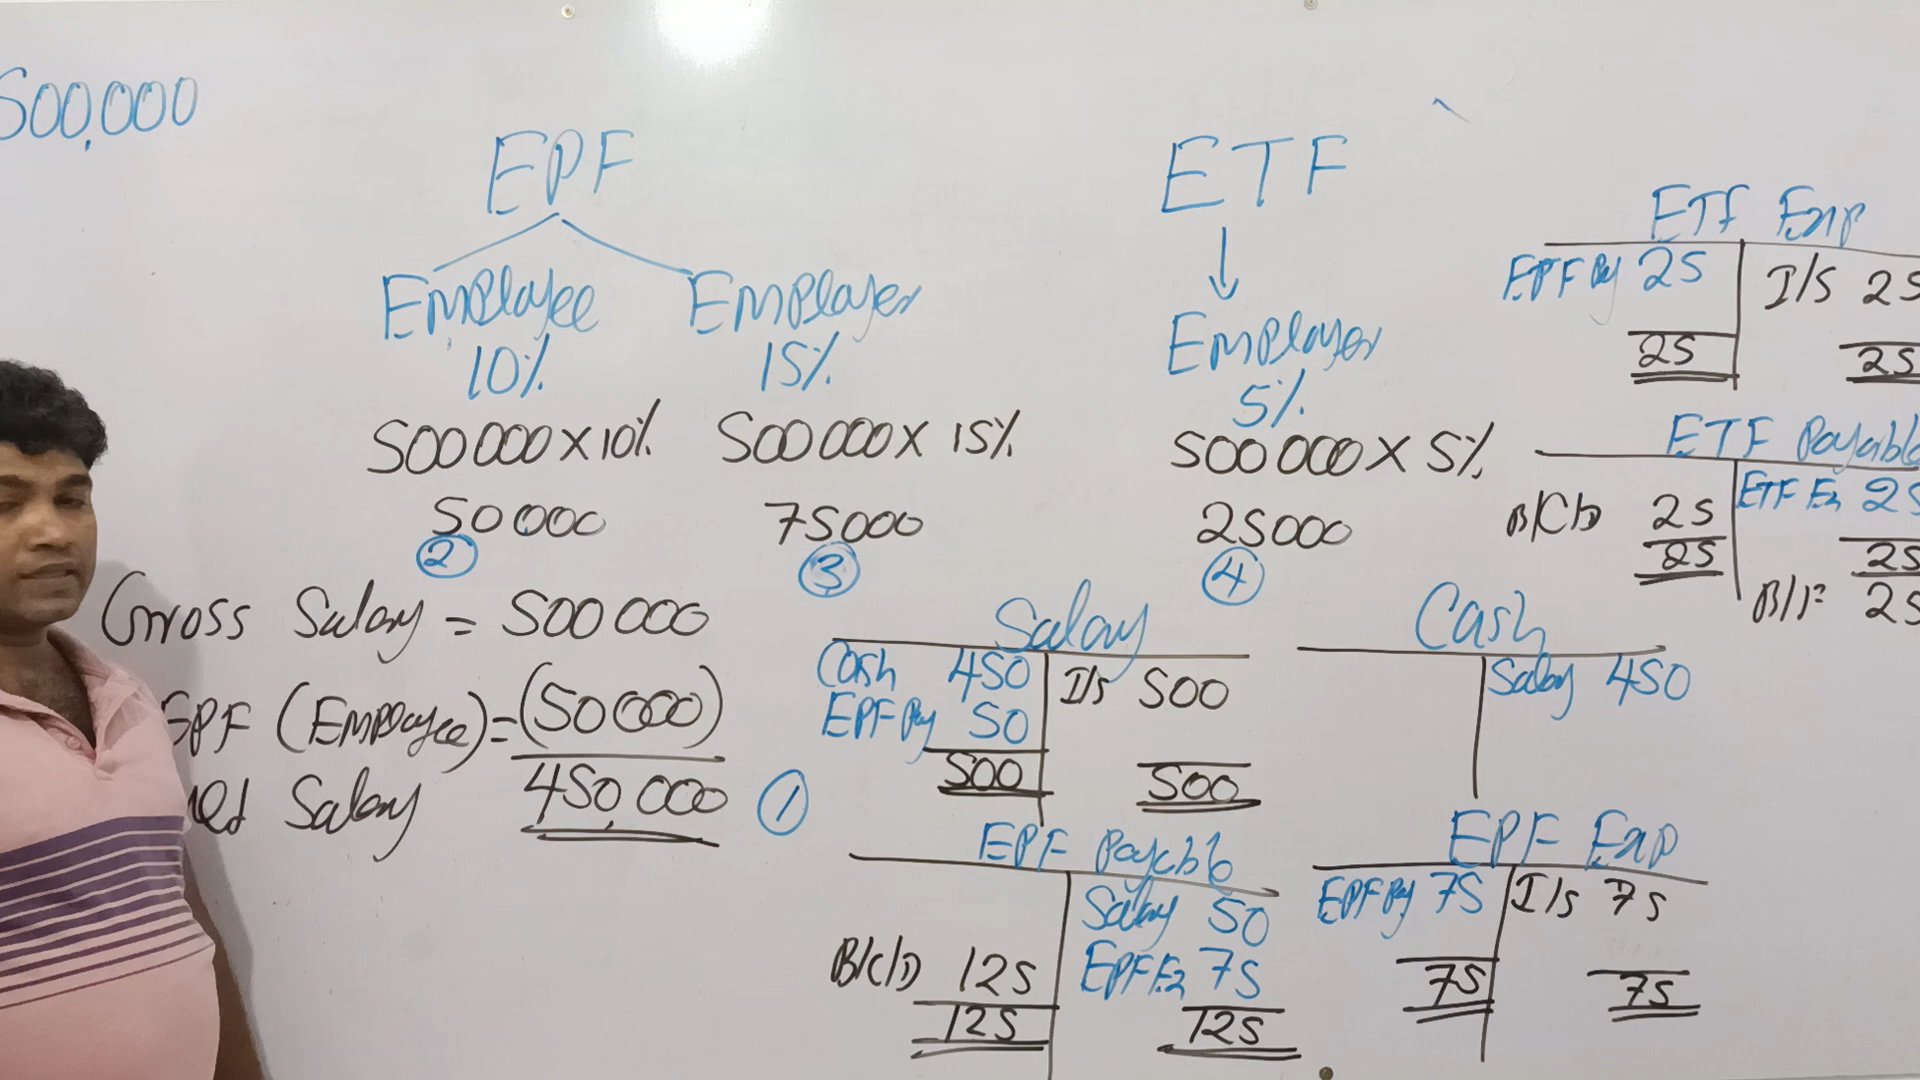 500,000
EPF
Employee
10%
500000 x 10%
50000
2
Employer
15%
500000 x 15%
75000
3
ETF
Employer
5%
500000 x 5%
25000
4
Gross Salary = 500000
EPF (Employee) = (50000)
Salary 450,000 1
Salary
Cash 450 I/S 500
EPF Pay 50
500 500
Cash
Salary 450
EPF Payable
Salary 50
B/C/D 125 EPF Ex 75
125 125
EPF Exp
EPF Pay 75 I/S 75
75 75
ETF Exp
EPF Pay 25 I/S 25
25 25
ETF Payable
B/C/D 25 ETF Ex 25
25 25
B/F 25